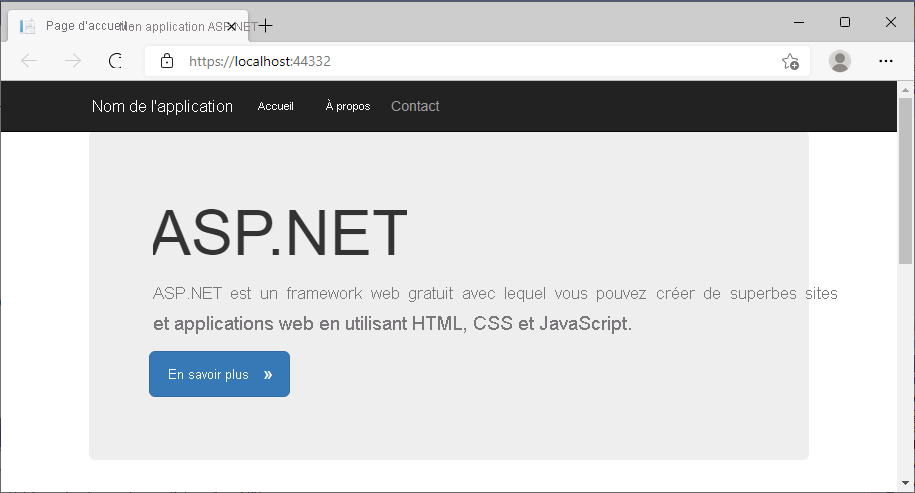 Page d'accueil - Mon application ASP.NET
https://localhost:44332
Nom de l'application Accueil À propos Contact
ASP.NET
ASP.NET est un framework web gratuit avec lequel vous pouvez créer de superbes sites
et applications web en utilisant HTML, CSS et JavaScript.
En savoir plus »